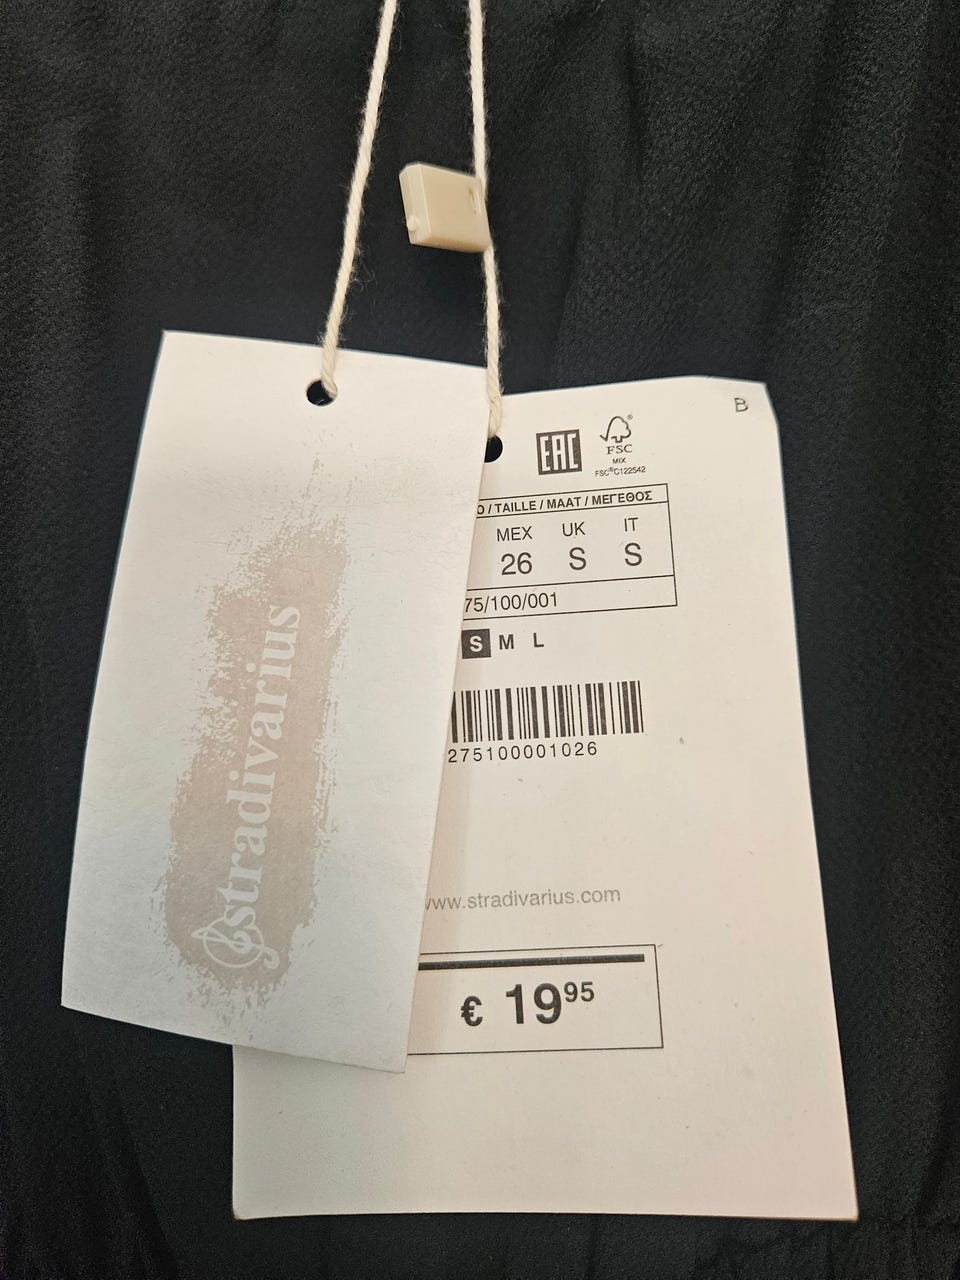 stradivarius
B
EAC
FSC
MIX
FSC®C122542
/ TAILLE / MAAT / ΜΕΓΕΘΟΣ
MEX UK IT
26 S S
75/100/001
S M L
275100001026
www.stradivarius.com
€ 19⁹⁵